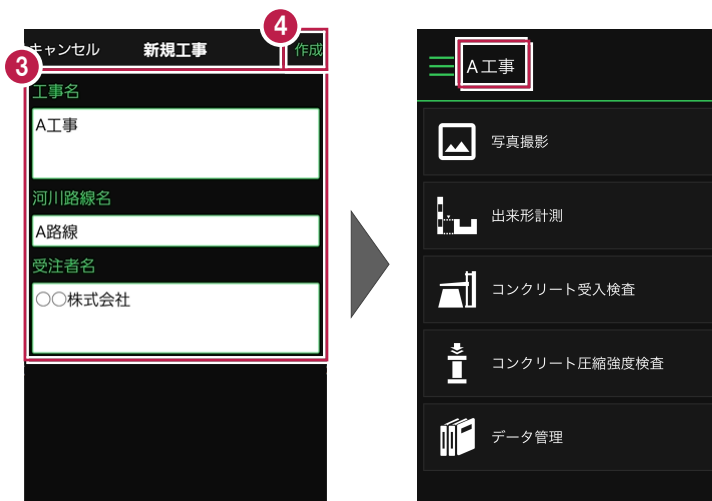 4
キャンセル 新規工事 作成
3
工事名
A工事
河川路線名
A路線
受注者名
○○株式会社
A工事
写真撮影
出来形計測
コンクリート受入検査
コンクリート圧縮強度検査
データ管理